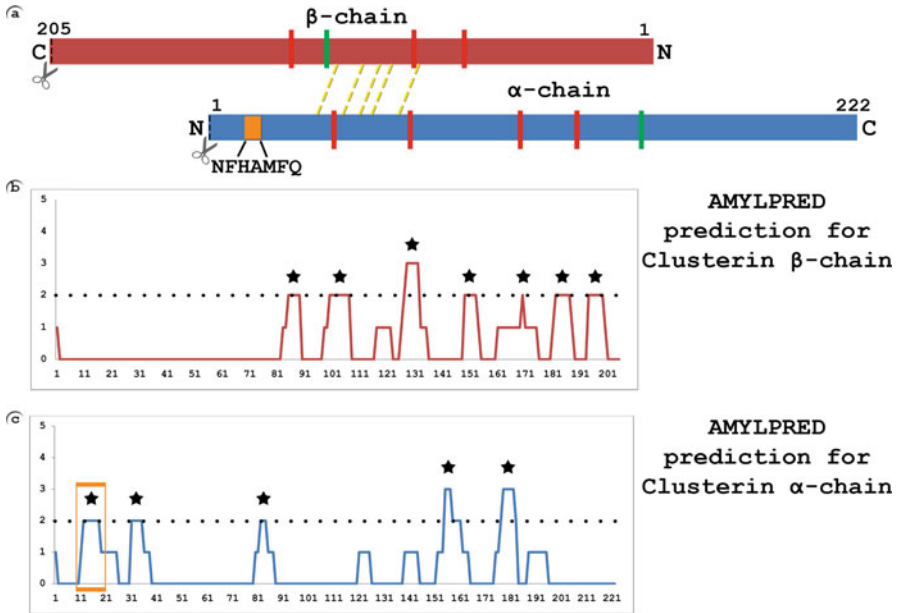 a
β-chain
205
1
C
N
1
α-chain
222
N
C
NFHAMFQ
b
5
4
3
2
1
0
1 11 21 31 41 51 61 71 81 91 101 111 121 131 141 151 161 171 181 191 201
AMYLPRED
prediction for
Clusterin β-chain
c
5
4
3
2
1
0
1 11 21 31 41 51 61 71 81 91 101 111 121 131 141 151 161 171 181 191 201 211 221
AMYLPRED
prediction for
Clusterin α-chain